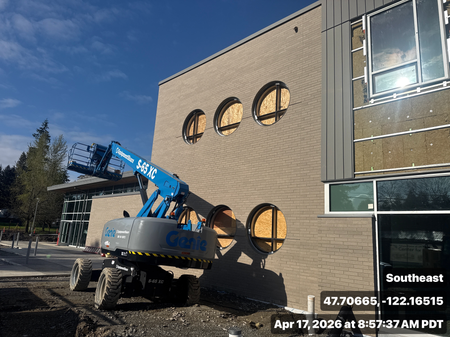 S-65 XC
Genie
Southeast
47.70665, -122.16515
Apr 17, 2026 at 8:57:37 AM PDT